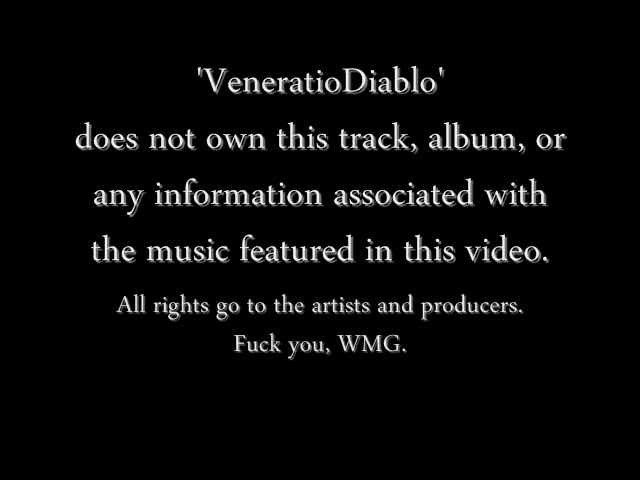 'VeneratioDiablo'
does not own this track, album, or
any information associated with
the music featured in this video.
All rights go to the artists and producers.
Fuck you, WMG.